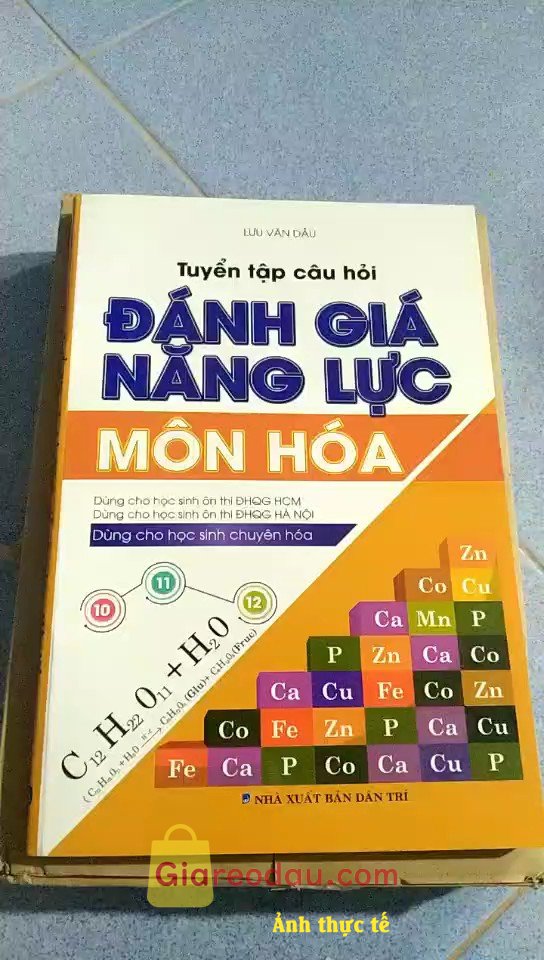 LƯU VĂN DẦU
Tuyển tập câu hỏi
ĐÁNH GIÁ
NĂNG LỰC
MÔN HÓA
Dùng cho học sinh ôn thi ĐHQG HCM
Dùng cho học sinh ôn thi ĐHQG HÀ NỘI
Dùng cho học sinh chuyên hóa
10 11 12
C12H22O11 + H2O
Zn
Co Cu
Ca Mn P
P Zn Ca Co
Ca Cu Fe Co Zn
Co Fe Zn P Ca Cu
Fe Ca P Co Ca Cu P
NHÀ XUẤT BẢN DÂN TRÍ
Giareodau.com
Ảnh thực tế